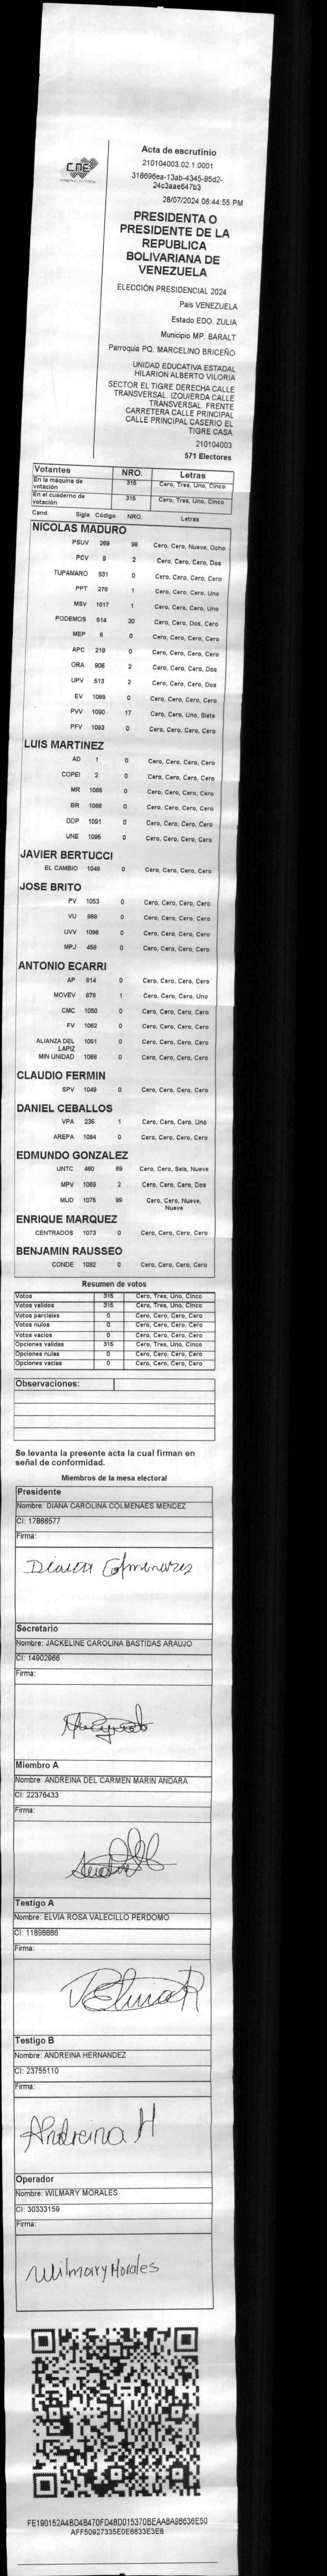 CNE
Acta de escrutinio
210104003.02.1.0001
318696ea-13ab-4345-95d2-
24c3aae647b3
28/07/2024 06:44:55 PM
PRESIDENTA O
PRESIDENTE DE LA
REPUBLICA
BOLIVARIANA DE
VENEZUELA
ELECCIÓN PRESIDENCIAL 2024
Pais VENEZUELA
Estado EDO. ZULIA
Municipio MP. BARALT
Parroquia PQ. MARCELINO BRICEÑO
UNIDAD EDUCATIVA ESTADAL
HILARION ALBERTO VILORIA
SECTOR EL TIGRE DERECHA CALLE
TRANSVERSAL. IZQUIERDA CALLE
TRANSVERSAL. FRENTE
CARRETERA CALLE PRINCIPAL
CALLE PRINCIPAL CASERIO EL
TIGRE CASA
210104003
571 Electores
Votantes NRO. Letras
En la máquina de votación 315 Cero, Tres, Uno, Cinco
En el cuaderno de votación 315 Cero, Tres, Uno, Cinco
Cand. Sigla Código NRO. Letras
NICOLAS MADURO
PSUV 269 98 Cero, Cero, Nueve, Ocho
PCV 9 2 Cero, Cero, Cero, Dos
TUPAMARO 931 0 Cero, Cero, Cero, Cero
PPT 276 1 Cero, Cero, Cero, Uno
MSV 1017 1 Cero, Cero, Cero, Uno
PODEMOS 514 20 Cero, Cero, Dos, Cero
MEP 6 0 Cero, Cero, Cero, Cero
APC 219 0 Cero, Cero, Cero, Cero
ORA 906 2 Cero, Cero, Cero, Dos
UPV 513 2 Cero, Cero, Cero, Dos
EV 1089 0 Cero, Cero, Cero, Cero
PVV 1090 17 Cero, Cero, Uno, Siete
PFV 1093 0 Cero, Cero, Cero, Cero
LUIS MARTINEZ
AD 1 0 Cero, Cero, Cero, Cero
COPEI 2 0 Cero, Cero, Cero, Cero
MR 1065 0 Cero, Cero, Cero, Cero
BR 1066 0 Cero, Cero, Cero, Cero
DDP 1091 0 Cero, Cero, Cero, Cero
UNE 1095 0 Cero, Cero, Cero, Cero
JAVIER BERTUCCI
EL CAMBIO 1048 0 Cero, Cero, Cero, Cero
JOSE BRITO
PV 1053 0 Cero, Cero, Cero, Cero
VU 868 0 Cero, Cero, Cero, Cero
UVV 1096 0 Cero, Cero, Cero, Cero
MPJ 458 0 Cero, Cero, Cero, Cero
ANTONIO ECARRI
AP 814 0 Cero, Cero, Cero, Cero
MOVEV 878 1 Cero, Cero, Cero, Uno
CMC 1050 0 Cero, Cero, Cero, Cero
FV 1062 0 Cero, Cero, Cero, Cero
ALIANZA DEL LAPIZ 1051 0 Cero, Cero, Cero, Cero
MIN UNIDAD 1068 0 Cero, Cero, Cero, Cero
CLAUDIO FERMIN
SPV 1049 0 Cero, Cero, Cero, Cero
DANIEL CEBALLOS
VPA 236 1 Cero, Cero, Cero, Uno
AREPA 1094 0 Cero, Cero, Cero, Cero
EDMUNDO GONZALEZ
UNTC 460 69 Cero, Cero, Seis, Nueve
MPV 1069 2 Cero, Cero, Cero, Dos
MUD 1075 99 Cero, Cero, Nueve,
Nueve
ENRIQUE MARQUEZ
CENTRADOS 1073 0 Cero, Cero, Cero, Cero
BENJAMIN RAUSSEO
CONDE 1092 0 Cero, Cero, Cero, Cero
Resumen de votos
Votos 315 Cero, Tres, Uno, Cinco
Votos validos 315 Cero, Tres, Uno, Cinco
Votos parciales 0 Cero, Cero, Cero, Cero
Votos nulos 0 Cero, Cero, Cero, Cero
Votos vacios 0 Cero, Cero, Cero, Cero
Opciones validas 315 Cero, Tres, Uno, Cinco
Opciones nulas 0 Cero, Cero, Cero, Cero
Opciones vacias 0 Cero, Cero, Cero, Cero
Observaciones:
Se levanta la presente acta la cual firman en
señal de conformidad.
Miembros de la mesa electoral
Presidente
Nombre: DIANA CAROLINA COLMENAES MENDEZ
CI: 17866577
Firma:
Diana Colmenares
Secretario
Nombre: JACKELINE CAROLINA BASTIDAS ARAUJO
CI: 14902966
Firma:
Miembro A
Nombre: ANDREINA DEL CARMEN MARIN ANDARA
CI: 22376433
Firma:
Testigo A
Nombre: ELVIA ROSA VALECILLO PERDOMO
CI: 11898886
Firma:
Testigo B
Nombre: ANDREINA HERNANDEZ
CI: 23755110
Firma:
Andreina H
Operador
Nombre: WILMARY MORALES
CI: 30333159
Firma:
Wilmary Morales
FE190152A4BD4B470FD48D015370BEAA8A98636E50
AFF50927335E0E6633E3E8